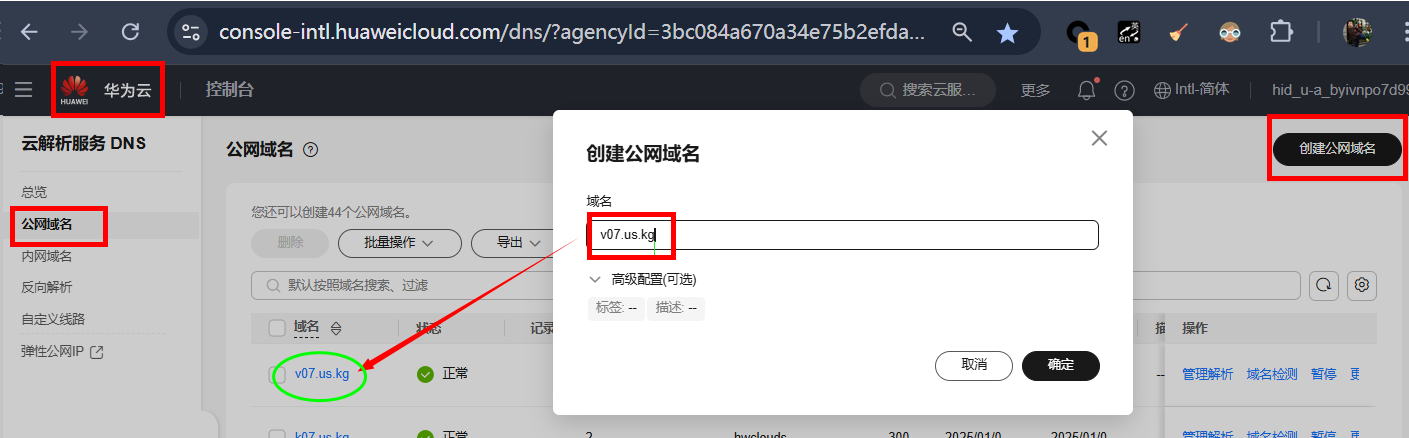 console-intl.huaweicloud.com/dns/?agencyId=3bc084a670a34e75b2efda...
1
en 英
HUAWEI 华为云 控制台 搜索云服... 更多 Intl-简体 hid_u-a_byivnpo7d99
云解析服务 DNS
总览
公网域名
内网域名
反向解析
自定义线路
弹性公网IP
公网域名
创建公网域名
您还可以创建44个公网域名。
删除 批量操作 导出
默认按照域名搜索、过滤
域名 状态 记录 描 操作
v07.us.kg 正常 -- 管理解析 域名检测 暂停 更
k07.us.kg 正常 2 hwclouds 300 2025/01/0 2025/01/0 管理解析 域名检测 暂停 更
创建公网域名
域名
v07.us.kg
高级配置(可选)
标签: -- 描述: --
取消 确定